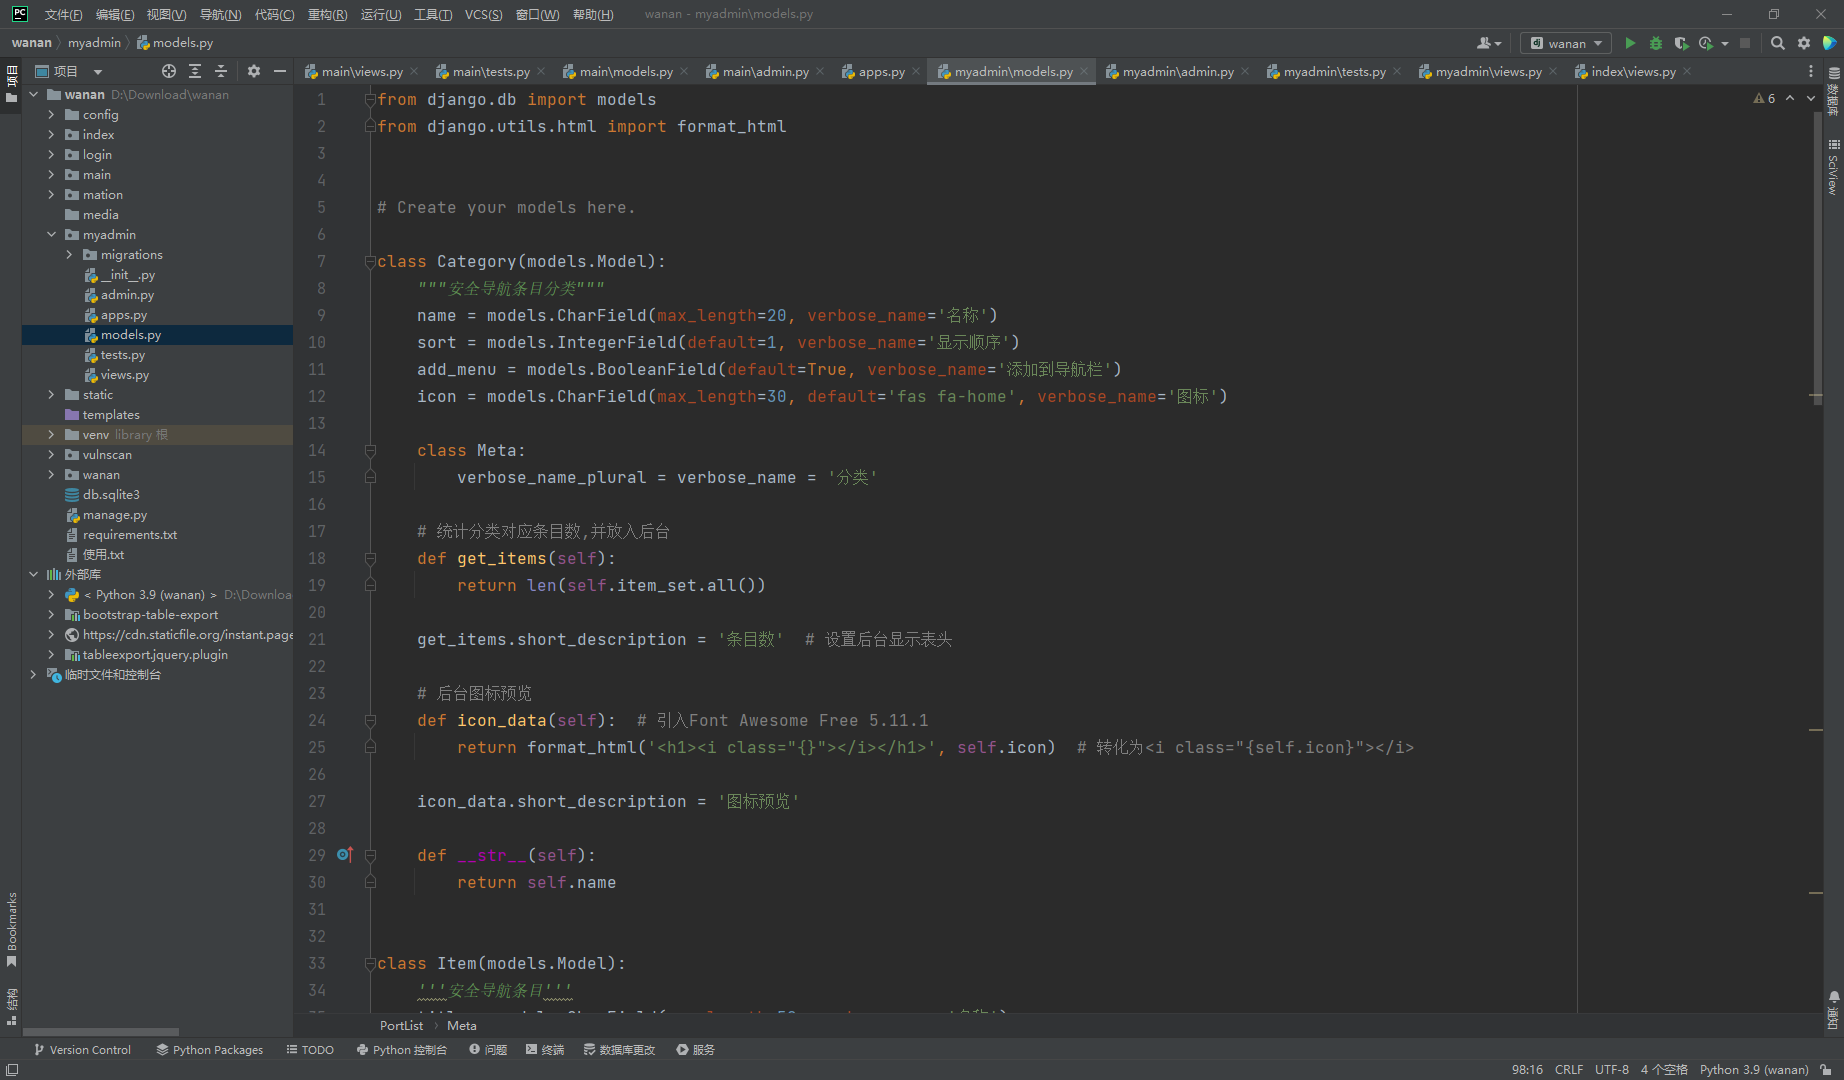 PC 文件(F) 编辑(E) 视图(V) 导航(N) 代码(C) 重构(R) 运行(U) 工具(T) VCS(S) 窗口(W) 帮助(H) wanan - myadmin\models.py
wanan myadmin models.py
dj wanan
项目
main\views.py main\tests.py main\models.py main\admin.py apps.py myadmin\models.py myadmin\admin.py myadmin\tests.py myadmin\views.py index\views.py
项目
wanan D:\Download\wanan
config
index
login
main
mation
media
myadmin
migrations
__init__.py
admin.py
apps.py
models.py
tests.py
views.py
static
templates
venv library 根
vulnscan
wanan
db.sqlite3
manage.py
requirements.txt
使用.txt
外部库
< Python 3.9 (wanan) > D:\Downloa
bootstrap-table-export
https://cdn.staticfile.org/instant.page
tableexport.jquery.plugin
临时文件和控制台
Bookmarks
结构
1 from django.db import models
2 from django.utils.html import format_html
3
4
5 # Create your models here.
6
7 class Category(models.Model):
8 """安全导航条目分类"""
9 name = models.CharField(max_length=20, verbose_name='名称')
10 sort = models.IntegerField(default=1, verbose_name='显示顺序')
11 add_menu = models.BooleanField(default=True, verbose_name='添加到导航栏')
12 icon = models.CharField(max_length=30, default='fas fa-home', verbose_name='图标')
13
14 class Meta:
15 verbose_name_plural = verbose_name = '分类'
16
17 # 统计分类对应条目数,并放入后台
18 def get_items(self):
19 return len(self.item_set.all())
20
21 get_items.short_description = '条目数' # 设置后台显示表头
22
23 # 后台图标预览
24 def icon_data(self): # 引入Font Awesome Free 5.11.1
25 return format_html('<h1><i class="{}"></i></h1>', self.icon) # 转化为<i class="{self.icon}"></i>
26
27 icon_data.short_description = '图标预览'
28
29 def __str__(self):
30 return self.name
31
32
33 class Item(models.Model):
34 '''安全导航条目'''
6
数据库
SciView
通知
PortList Meta
Version Control Python Packages TODO Python 控制台 问题 终端 数据库更改 服务
98:16 CRLF UTF-8 4 个空格 Python 3.9 (wanan)